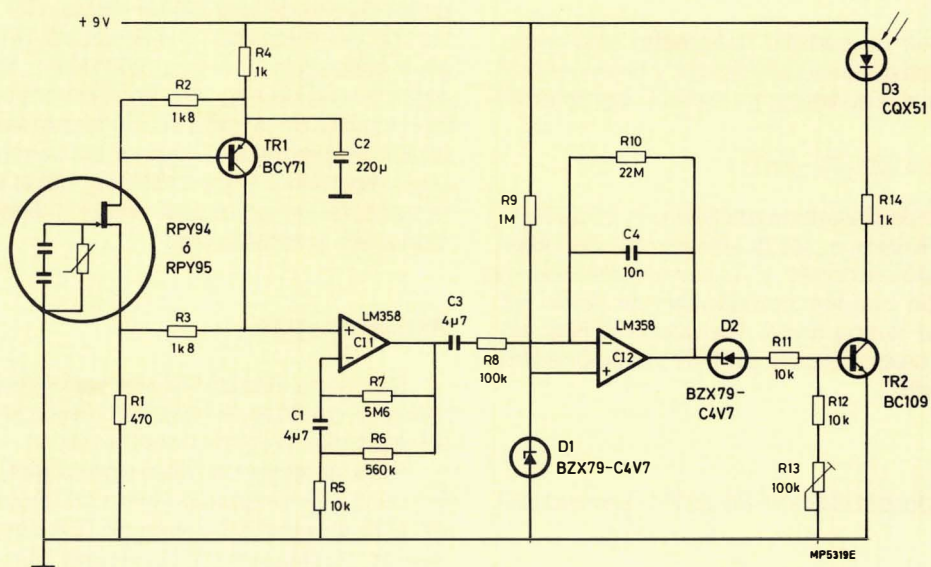 + 9V
R4
1k
D3
CQX51
R2
1k8
TR1
BCY71
C2
220µ
R10
22M
R9
1M
R14
1k
C4
10n
RPY94
ó
RPY95
R3
1k8
LM358
CI1
+
−
C3
4µ7
R8
100k
LM358
CI2
−
+
D2
BZX79-
C4V7
R11
10k
TR2
BC109
R1
470
C1
4µ7
R7
5M6
R6
560k
R12
10k
D1
BZX79-C4V7
R5
10k
R13
100k
MP5319E